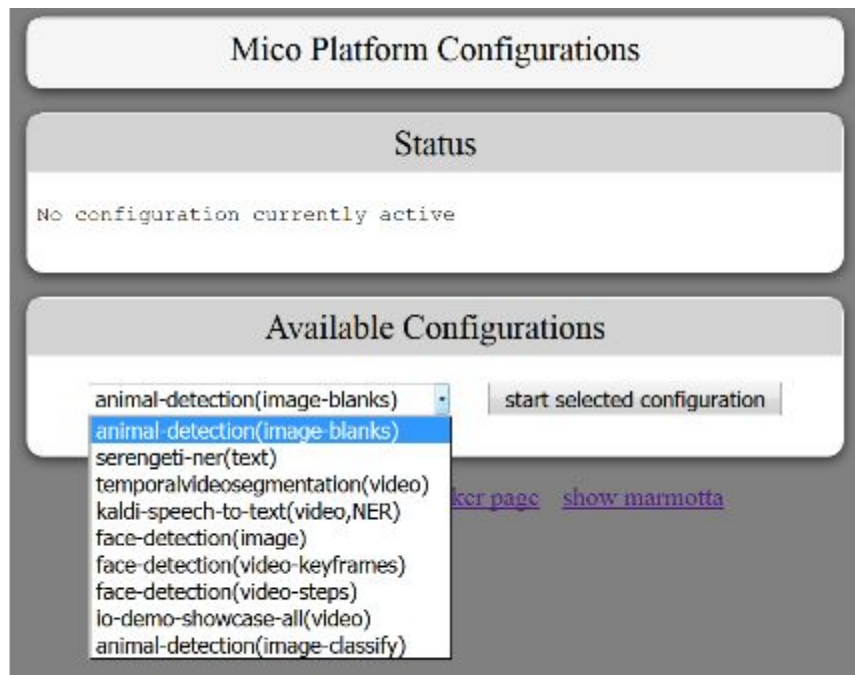 Mico Platform Configurations
Status
No configuration currently active
Available Configurations
animal-detection(image-blanks) start selected configuration
animal-detection(image-blanks)
serengeti-ner(text)
temporalvideosegmentation(video)
kaldi-speech-to-text(video,NER)
page show marmotta
face-detection(image)
face-detection(video-keyframes)
face-detection(video-steps)
io-demo-showcase-all(video)
animal-detection(image-classify)